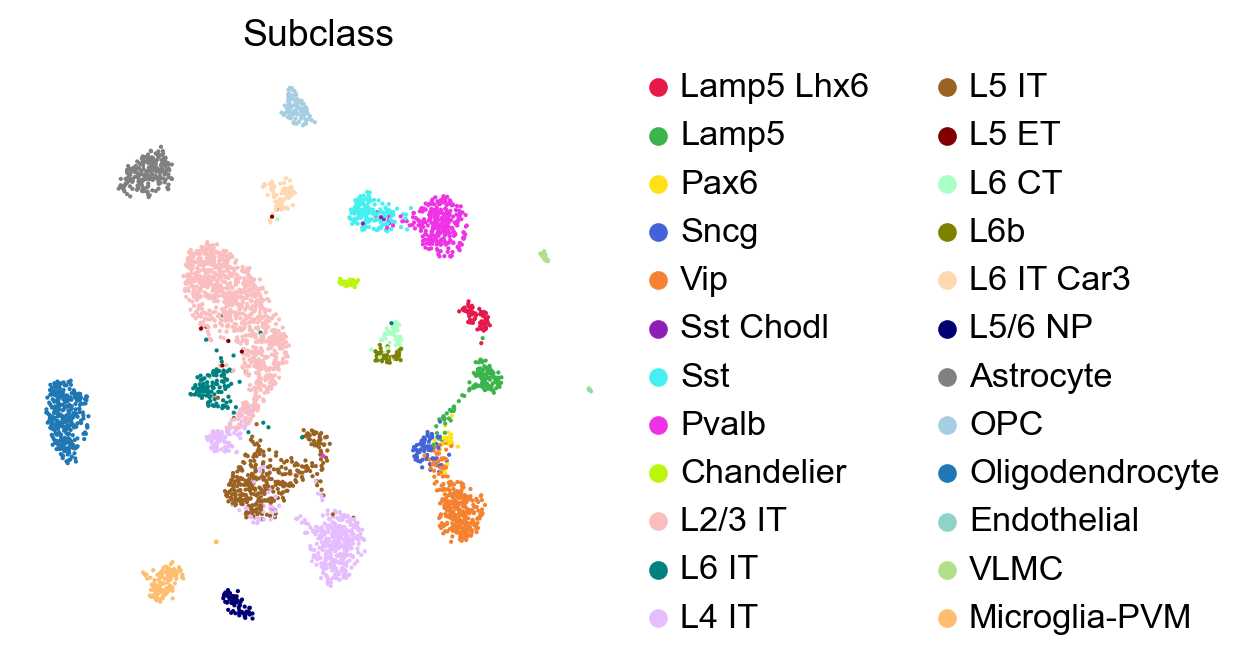 Subclass
Lamp5 Lhx6
Lamp5
Pax6
Sncg
Vip
Sst Chodl
Sst
Pvalb
Chandelier
L2/3 IT
L6 IT
L4 IT
L5 IT
L5 ET
L6 CT
L6b
L6 IT Car3
L5/6 NP
Astrocyte
OPC
Oligodendrocyte
Endothelial
VLMC
Microglia-PVM